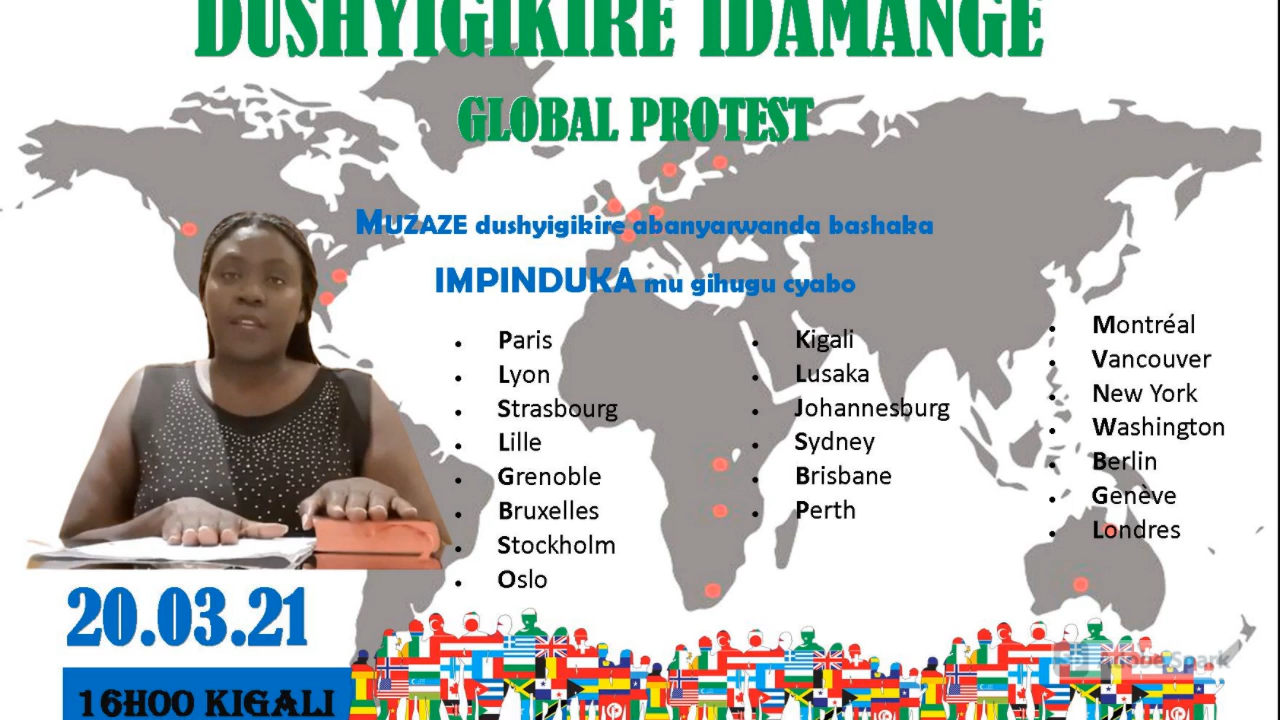 DUSHYIGIKIRE IDAMANGE
GLOBAL PROTEST
MUZAZE dushyigikire abanyarwanda bashaka
IMPINDUKA mu gihugu cyabo
• Paris
• Lyon
• Strasbourg
• Lille
• Grenoble
• Bruxelles
• Stockholm
• Oslo
• Kigali
• Lusaka
• Johannesburg
• Sydney
• Brisbane
• Perth
• Montréal
• Vancouver
• New York
• Washington
• Berlin
• Genève
• Londres
20.03.21
16H00 KIGALI
Adobe Spark